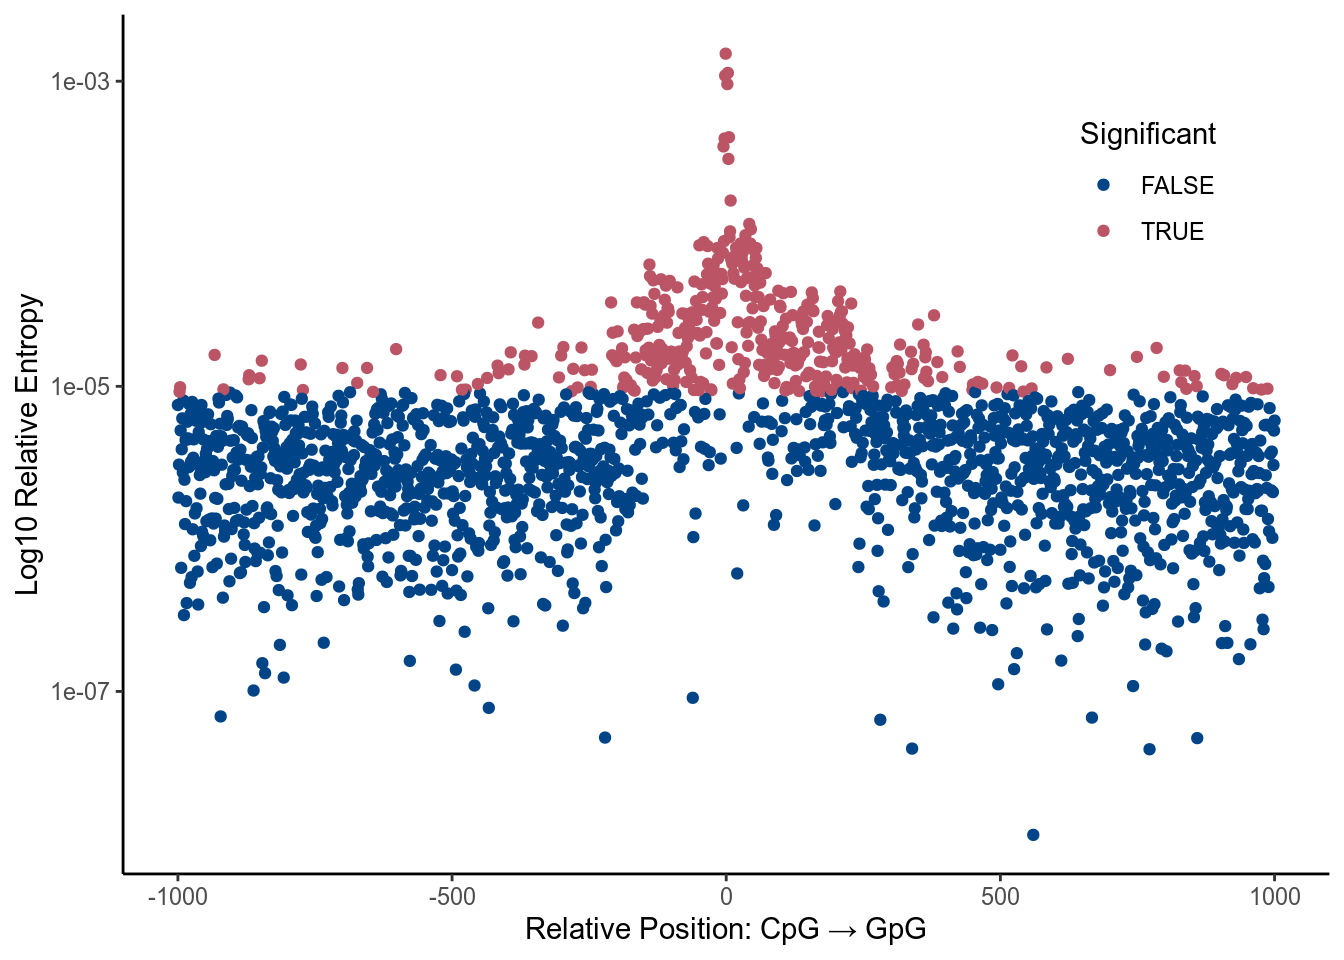 1e-03
1e-05
1e-07
Log10 Relative Entropy
-1000
-500
0
500
1000
Relative Position: CpG → GpG
Significant
FALSE
TRUE